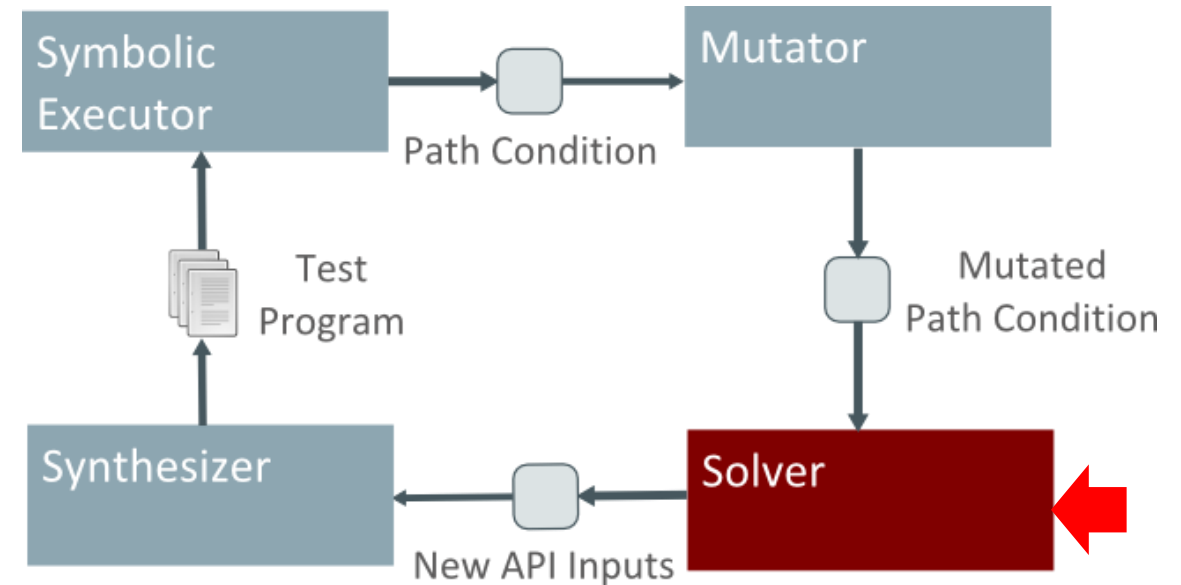 Symbolic
Executor
Path Condition
Mutator
Test
Program
Mutated
Path Condition
Synthesizer
New API Inputs
Solver